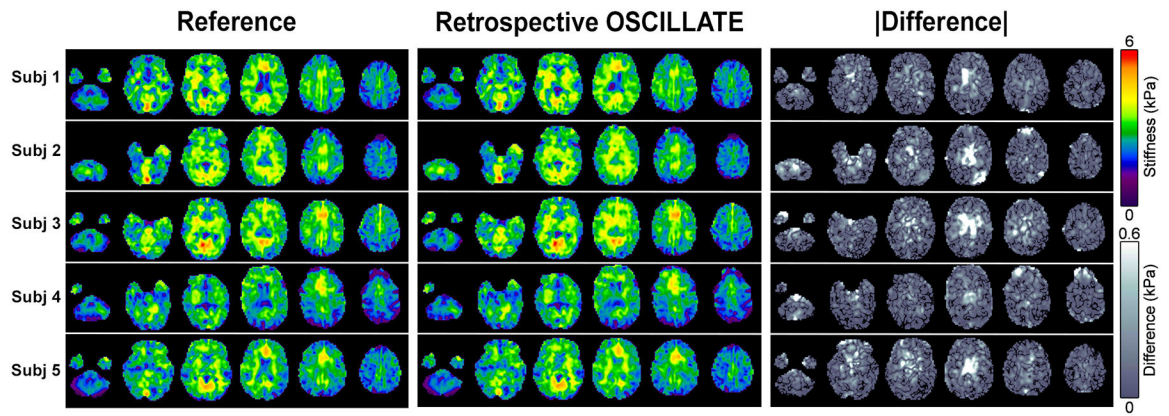 Reference
Retrospective OSCILLATE
|Difference|
Subj 1
Subj 2
Subj 3
Subj 4
Subj 5
6
Stiffness (kPa)
0
0.6
Difference (kPa)
0